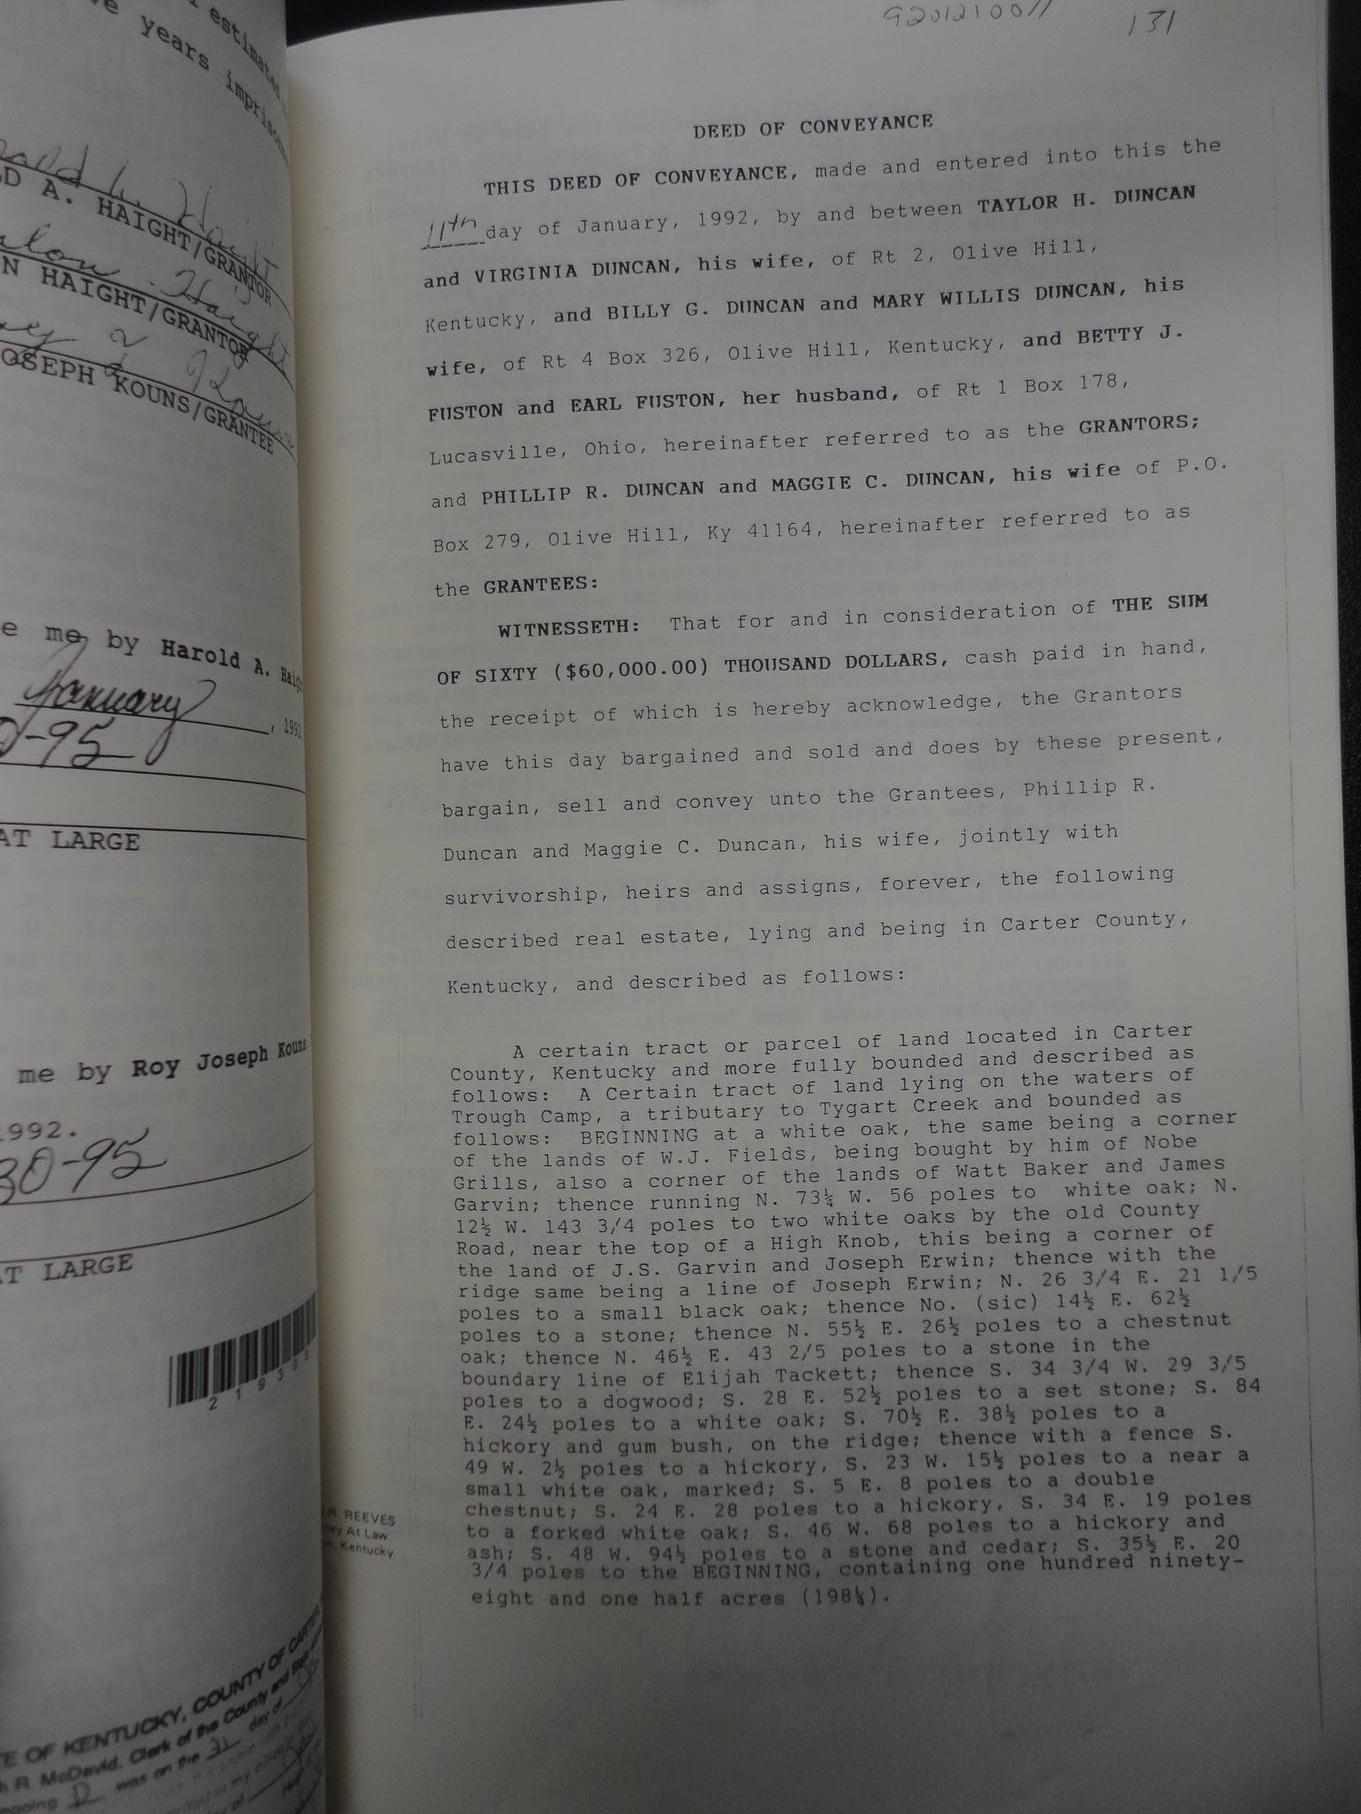 estimated
years imprison
D A. HAIGHT/GRANTOR
N HAIGHT/GRANTOR
OSEPH KOUNS/GRANTEE
e me by Harold A. Haig
January, 1992
0-95
AT LARGE
me by Roy Joseph Kouns
1992.
30-95
AT LARGE
E OF KENTUCKY, COUNTY OF CARTER
h R. McDavid, Clerk of the County and
was on the 21 day of
9201210011
131
DEED OF CONVEYANCE
THIS DEED OF CONVEYANCE, made and entered into this the
11th day of January, 1992, by and between TAYLOR H. DUNCAN
and VIRGINIA DUNCAN, his wife, of Rt 2, Olive Hill,
Kentucky, and BILLY G. DUNCAN and MARY WILLIS DUNCAN, his
wife, of Rt 4 Box 326, Olive Hill, Kentucky, and BETTY J.
FUSTON and EARL FUSTON, her husband, of Rt 1 Box 178,
Lucasville, Ohio, hereinafter referred to as the GRANTORS;
and PHILLIP R. DUNCAN and MAGGIE C. DUNCAN, his wife of P.O.
Box 279, Olive Hill, Ky 41164, hereinafter referred to as
the GRANTEES:
WITNESSETH: That for and in consideration of THE SUM
OF SIXTY ($60,000.00) THOUSAND DOLLARS, cash paid in hand,
the receipt of which is hereby acknowledge, the Grantors
have this day bargained and sold and does by these present,
bargain, sell and convey unto the Grantees, Phillip R.
Duncan and Maggie C. Duncan, his wife, jointly with
survivorship, heirs and assigns, forever, the following
described real estate, lying and being in Carter County,
Kentucky, and described as follows:
A certain tract or parcel of land located in Carter
County, Kentucky and more fully bounded and described as
follows: A Certain tract of land lying on the waters of
Trough Camp, a tributary to Tygart Creek and bounded as
follows: BEGINNING at a white oak, the same being a corner
of the lands of W.J. Fields, being bought by him of Nobe
Grills, also a corner of the lands of Watt Baker and James
Garvin; thence running N. 73¼ W. 56 poles to white oak; N.
12½ W. 143 3/4 poles to two white oaks by the old County
Road, near the top of a High Knob, this being a corner of
the land of J.S. Garvin and Joseph Erwin; thence with the
ridge same being a line of Joseph Erwin; N. 26 3/4 E. 21 1/5
poles to a small black oak; thence No. (sic) 14½ E. 62½
poles to a stone; thence N. 55½ E. 26½ poles to a chestnut
oak; thence N. 46½ E. 43 2/5 poles to a stone in the
boundary line of Elijah Tackett; thence S. 34 3/4 W. 29 3/5
poles to a dogwood; S. 28 E. 52½ poles to a set stone; S. 84
E. 24½ poles to a white oak; S. 70½ E. 38½ poles to a
hickory and gum bush, on the ridge; thence with a fence S.
49 W. 2½ poles to a hickory, S. 23 W. 15½ poles to a near a
small white oak, marked; S. 5 E. 8 poles to a double
chestnut; S. 24 E. 28 poles to a hickory, S. 34 E. 19 poles
to a forked white oak; S. 46 W. 68 poles to a hickory and
ash; S. 48 W. 94½ poles to a stone and cedar; S. 35½ E. 20
3/4 poles to the BEGINNING, containing one hundred ninety-
eight and one half acres (198½).
REEVES
At Law
Kentucky